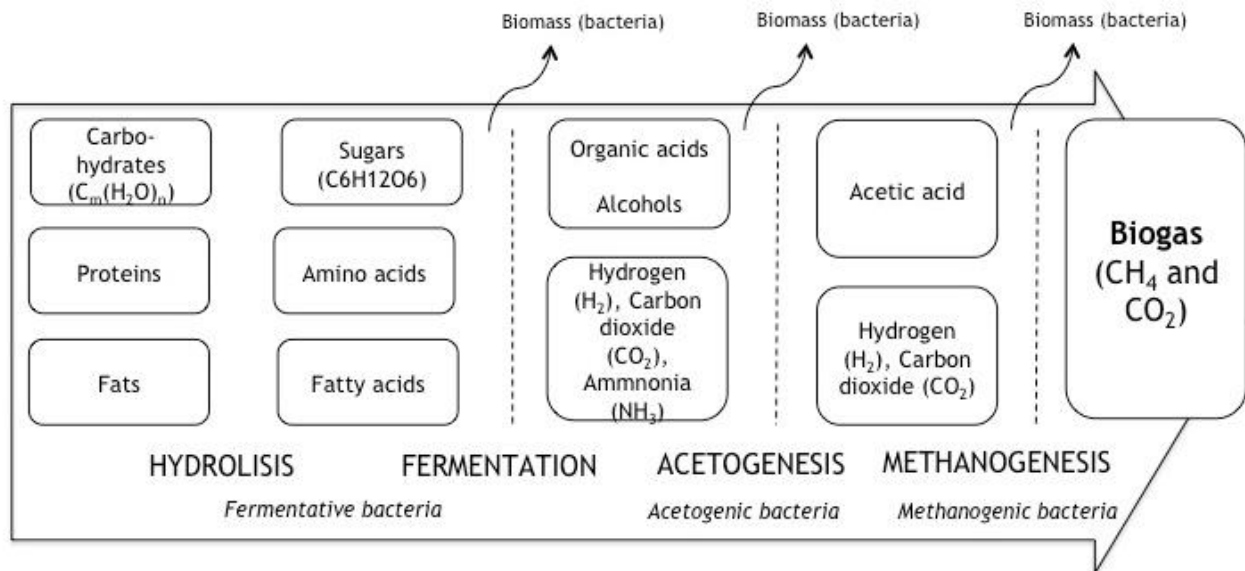 Biomass (bacteria)
Biomass (bacteria)
Biomass (bacteria)
Carbo-
hydrates
(Cₘ(H₂O)ₙ)
Sugars
(C6H12O6)
Organic acids
Alcohols
Acetic acid
Biogas
(CH₄ and
CO₂)
Proteins
Amino acids
Hydrogen
(H₂), Carbon
dioxide
(CO₂),
Ammnonia
(NH₃)
Hydrogen
(H₂), Carbon
dioxide (CO₂)
Fats
Fatty acids
HYDROLISIS
FERMENTATION
ACETOGENESIS
METHANOGENESIS
Fermentative bacteria
Acetogenic bacteria
Methanogenic bacteria